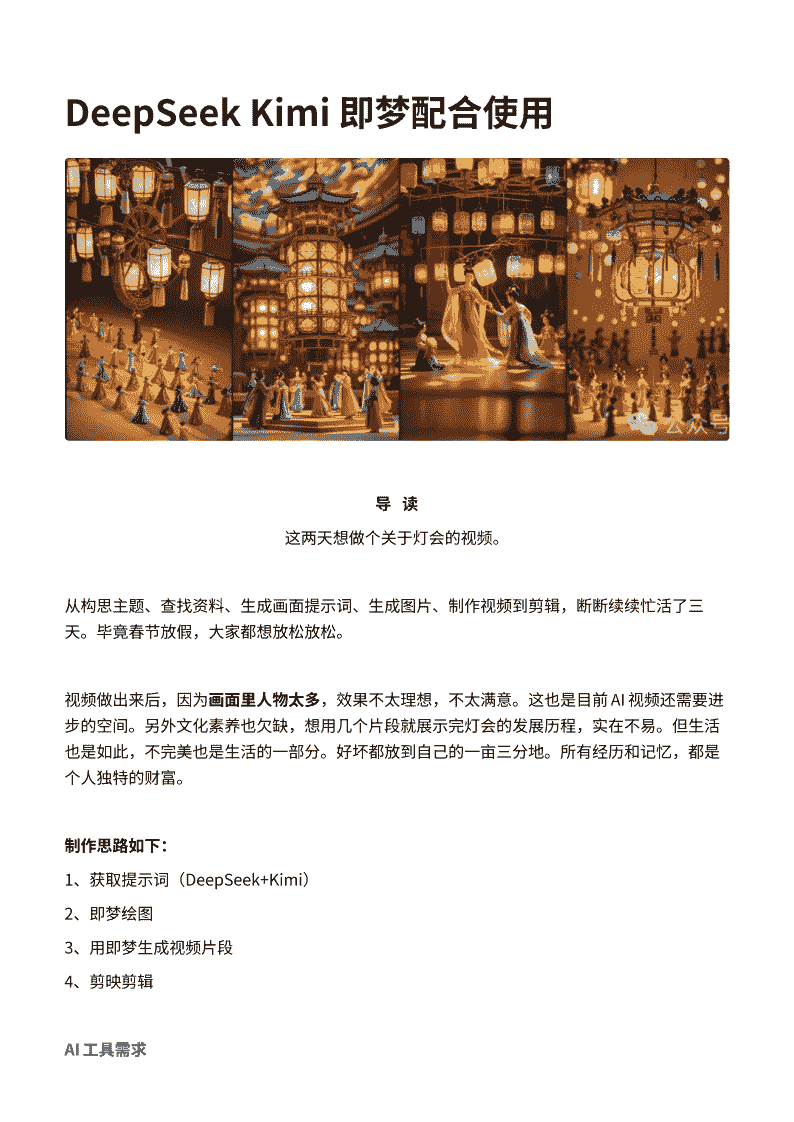 DeepSeek Kimi 即梦配合使用
公众号
导 读
这两天想做个关于灯会的视频。
从构思主题、查找资料、生成画面提示词、生成图片、制作视频到剪辑，断断续续忙活了三
天。毕竟春节放假，大家都想放松放松。
视频做出来后，因为画面里人物太多，效果不太理想，不太满意。这也是目前 AI 视频还需要进
步的空间。另外文化素养也欠缺，想用几个片段就展示完灯会的发展历程，实在不易。但生活
也是如此，不完美也是生活的一部分。好坏都放到自己的一亩三分地。所有经历和记忆，都是
个人独特的财富。
制作思路如下：
1、获取提示词（DeepSeek+Kimi）
2、即梦绘图
3、用即梦生成视频片段
4、剪映剪辑
AI 工具需求